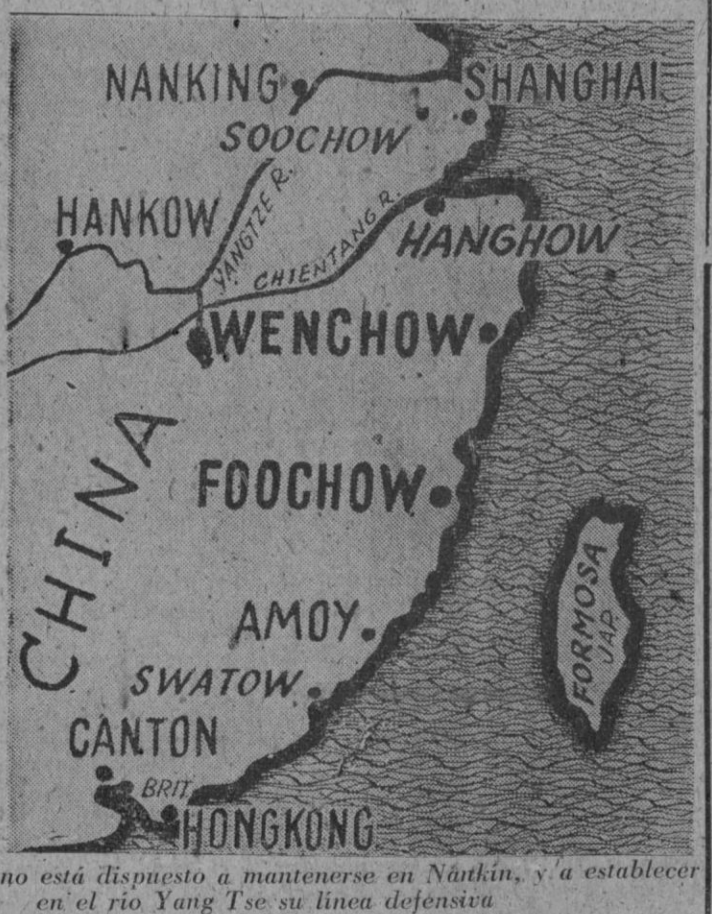 NANKING
SHANGHAI
SOOCHOW
HANKOW
YANGTZE R.
CHIENTANG R.
HANGHOW
WENCHOW
CHINA
FOOCHOW
FORMOSA
JAP.
AMOY
SWATOW
CANTON
BRIT.
HONGKONG
no está dispuesto a mantenerse en Nankín, y a establecer
en el río Yang Tse su línea defensiva